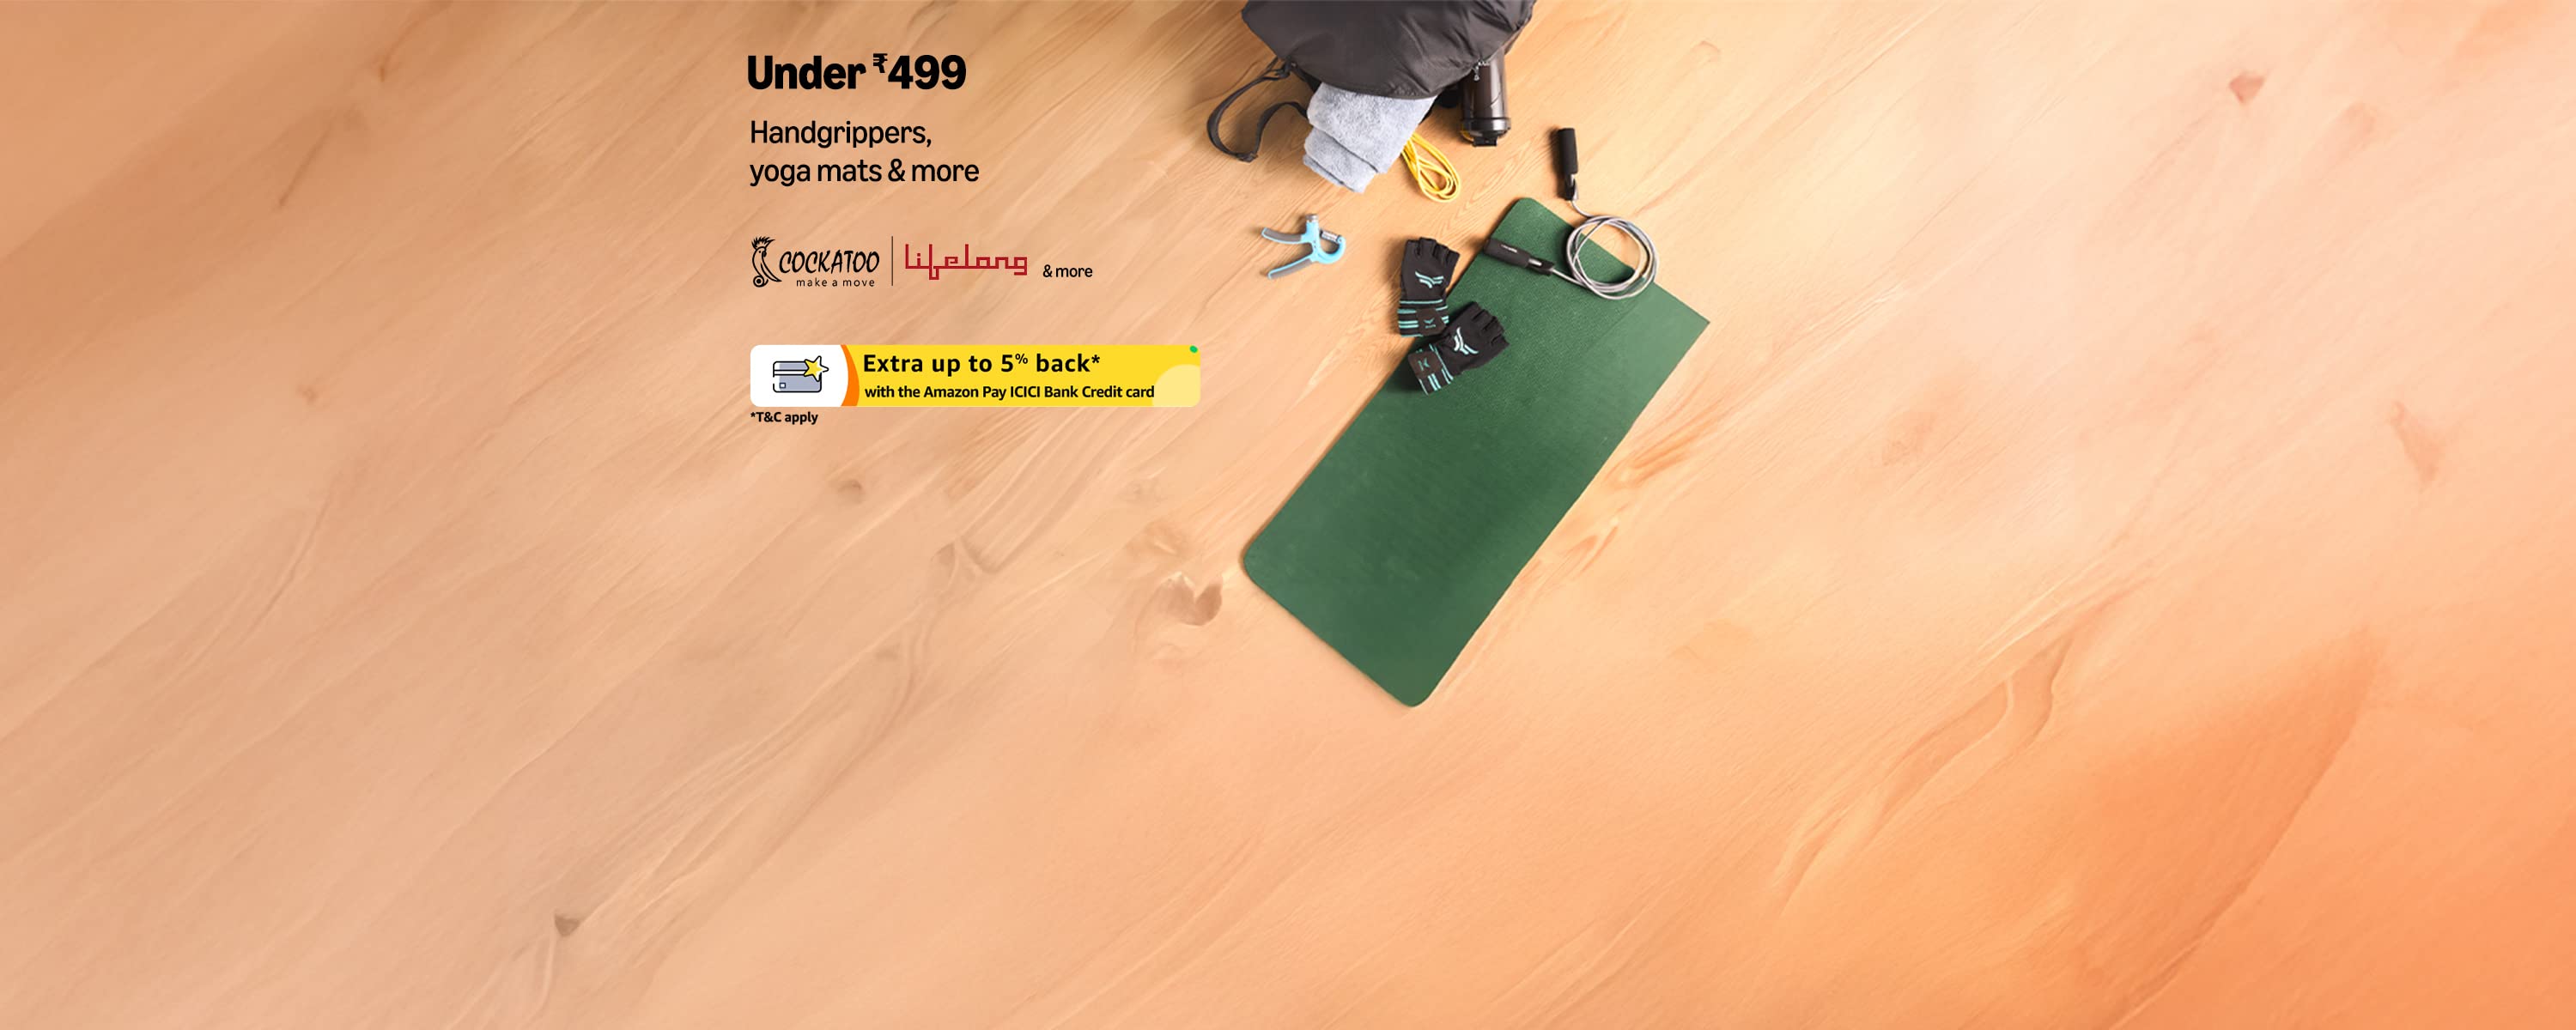 Under ₹499
Handgrippers,
yoga mats & more
COCKATOO
make a move
Lifelong
& more
Extra up to 5% back*
with the Amazon Pay ICICI Bank Credit card
*T&C apply